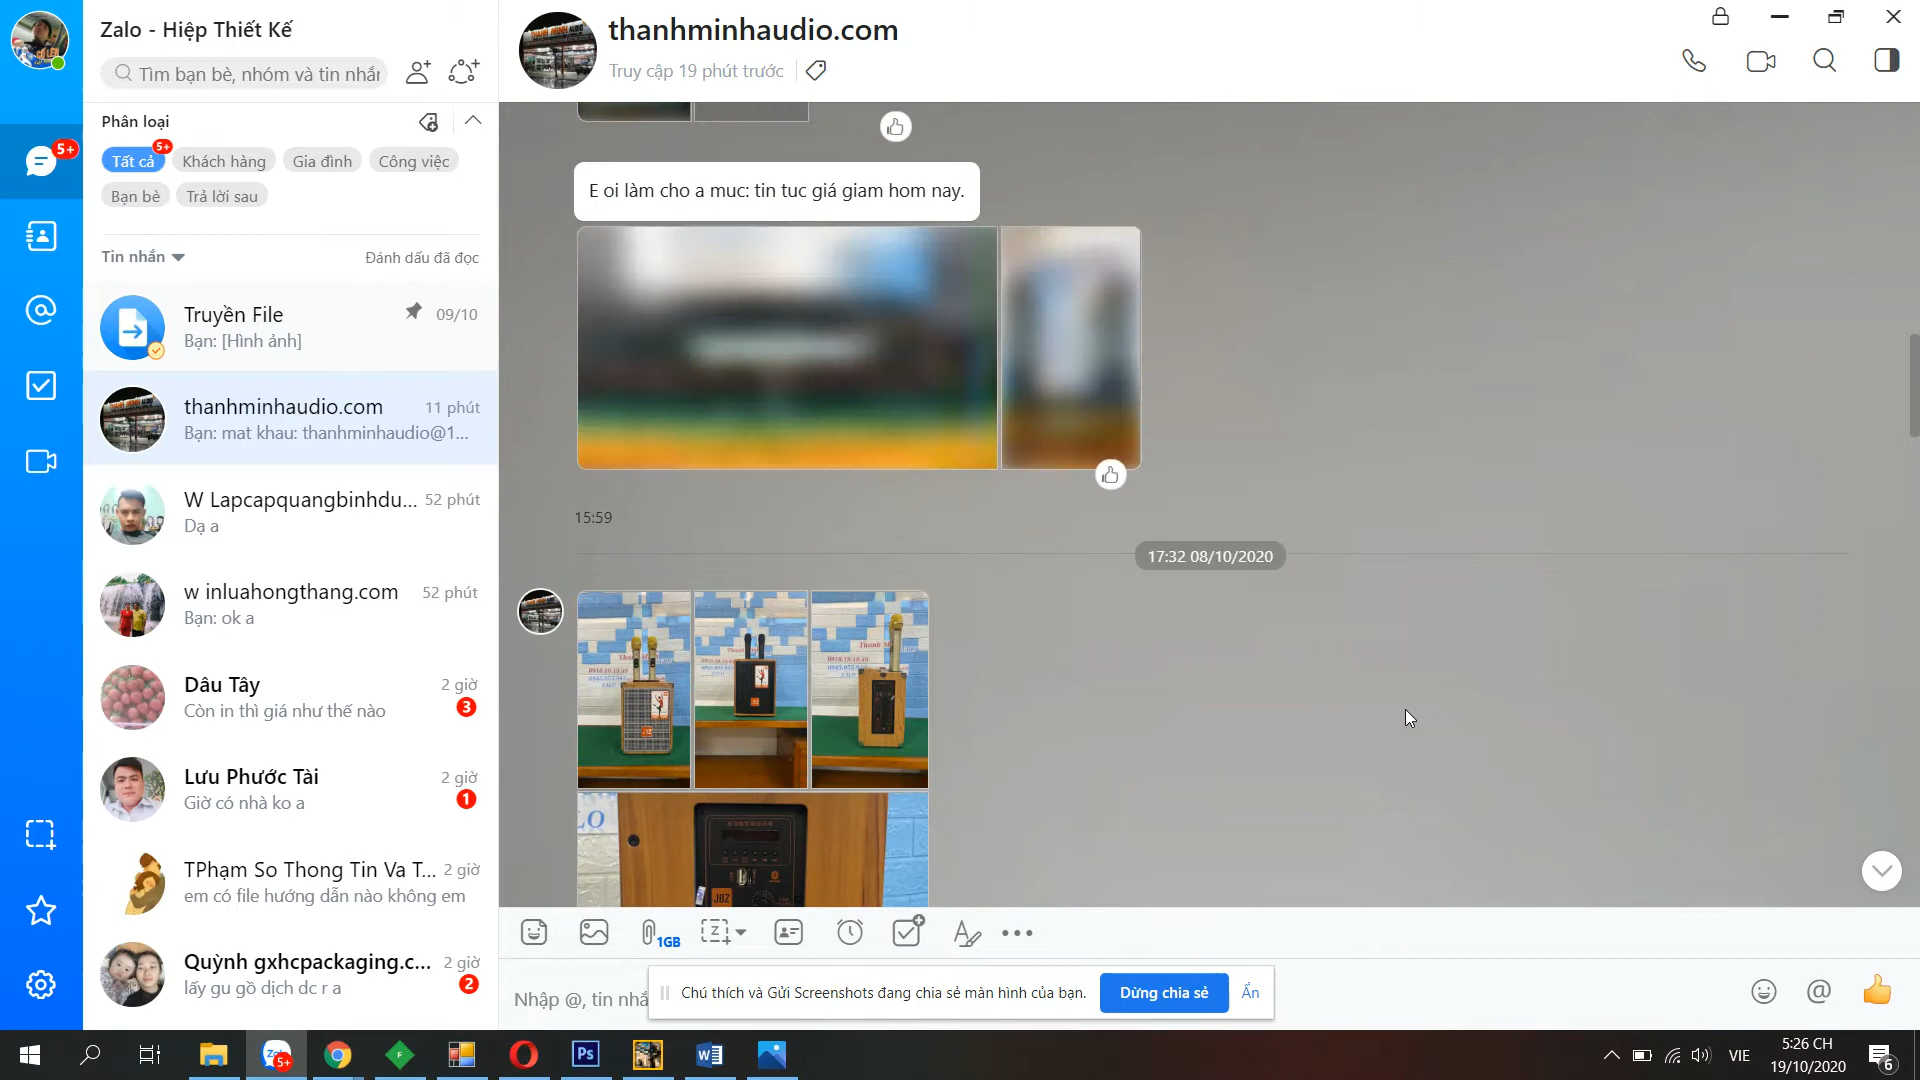 Zalo - Hiệp Thiết Kế
Tìm bạn bè, nhóm và tin nhắn
Phân loại
Tất cả
5+
Khách hàng
Gia đình
Công việc
Bạn bè
Trả lời sau
Tin nhắn
Đánh dấu đã đọc
5+
Truyền File
09/10
Bạn: [Hình ảnh]
thanhminhaudio.com
11 phút
Bạn: mat khau: thanhminhaudio@1...
W Lapcapquangbinhdu...
52 phút
Dạ a
w inluahongthang.com
52 phút
Bạn: ok a
Dâu Tây
2 giờ
Còn in thì giá như thế nào
3
Lưu Phước Tài
2 giờ
Giờ có nhà ko a
1
TPhạm So Thong Tin Va T...
2 giờ
em có file hướng dẫn nào không em
Quỳnh gxhcpackaging.c...
2 giờ
lấy gu gồ dịch dc r a
2
thanhminhaudio.com
Truy cập 19 phút trước
E oi làm cho a muc: tin tuc giá giam hom nay.
15:59
17:32 08/10/2020
LO
JBZ
1GB
Nhập @, tin nhắ
Chú thích và Gửi Screenshots đang chia sẻ màn hình của bạn.
Dừng chia sẻ
Ẩn
5+
Ps
VIE
5:26 CH
19/10/2020
6